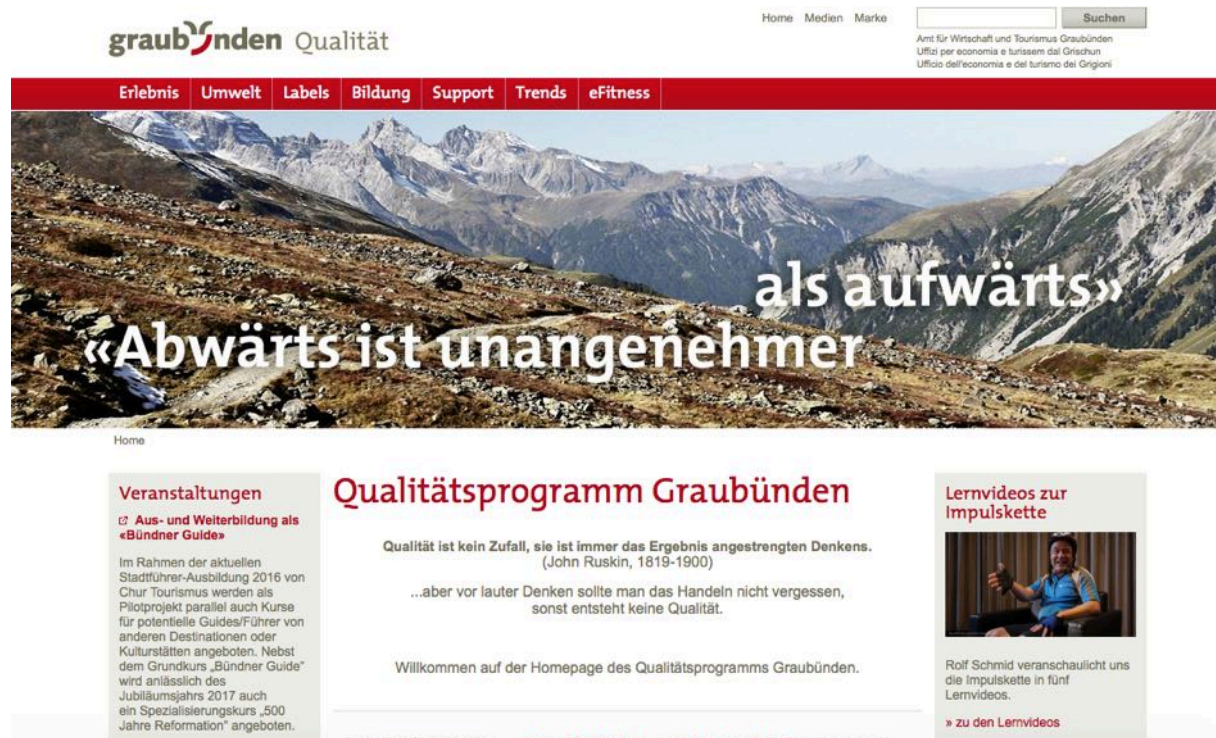 graubünden Qualität
Home Medien Marke
Suchen
Amt für Wirtschaft und Tourismus Graubünden
Uffizi per economia e turissem dal Grischun
Ufficio dell'economia e del turismo dei Grigioni
Erlebnis Umwelt Labels Bildung Support Trends eFitness
als aufwärts»
«Abwärts ist unangenehmer
Home
Veranstaltungen
Aus- und Weiterbildung als
«Bündner Guide»
Im Rahmen der aktuellen
Stadtführer-Ausbildung 2016 von
Chur Tourismus werden als
Pilotprojekt parallel auch Kurse
für potentielle Guides/Führer von
anderen Destinationen oder
Kulturstätten angeboten. Nebst
dem Grundkurs „Bündner Guide"
wird anlässlich des
Jubiläumsjahrs 2017 auch
ein Spezialisierungskurs „500
Jahre Reformation" angeboten.
Qualitätsprogramm Graubünden
Qualität ist kein Zufall, sie ist immer das Ergebnis angestrengten Denkens.
(John Ruskin, 1819-1900)
...aber vor lauter Denken sollte man das Handeln nicht vergessen,
sonst entsteht keine Qualität.
Willkommen auf der Homepage des Qualitätsprogramms Graubünden.
Lernvideos zur
Impulskette
Rolf Schmid veranschaulicht uns
die Impulskette in fünf
Lernvideos.
» zu den Lernvideos